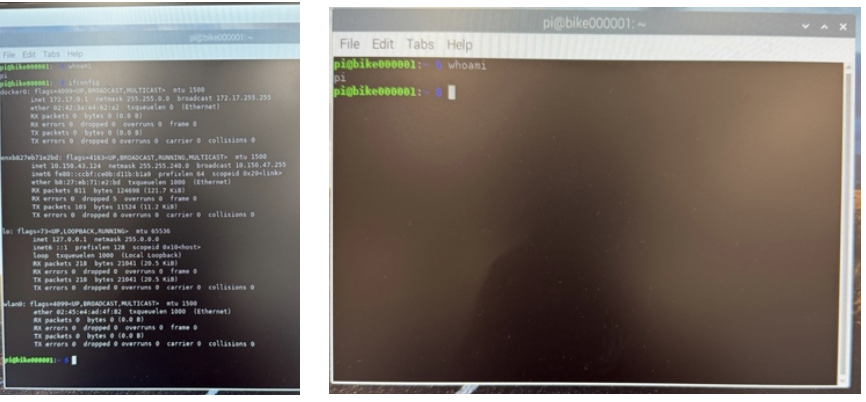 pi@bike000001: ~
File Edit Tabs Help
pi@bike000001:~ $ whoami
pi
pi@bike000001:~ $ ifconfig
docker0: flags=4099<UP,BROADCAST,MULTICAST> mtu 1500
inet 172.17.0.1 netmask 255.255.0.0 broadcast 172.17.255.255
ether 02:42:3a:e4:62:a2 txqueuelen 0 (Ethernet)
RX packets 0 bytes 0 (0.0 B)
RX errors 0 dropped 0 overruns 0 frame 0
TX packets 0 bytes 0 (0.0 B)
TX errors 0 dropped 0 overruns 0 carrier 0 collisions 0
enxb827eb71e2bd: flags=4163<UP,BROADCAST,RUNNING,MULTICAST> mtu 1500
inet 10.150.43.124 netmask 255.255.240.0 broadcast 10.150.47.255
inet6 fe80::ccbf:ce0b:d11b:b1a9 prefixlen 64 scopeid 0x20<link>
ether b8:27:eb:71:e2:bd txqueuelen 1000 (Ethernet)
RX packets 811 bytes 124698 (121.7 KiB)
RX errors 0 dropped 5 overruns 0 frame 0
TX packets 103 bytes 11524 (11.2 KiB)
TX errors 0 dropped 0 overruns 0 carrier 0 collisions 0
lo: flags=73<UP,LOOPBACK,RUNNING> mtu 65536
inet 127.0.0.1 netmask 255.0.0.0
inet6 ::1 prefixlen 128 scopeid 0x10<host>
loop txqueuelen 1000 (Local Loopback)
RX packets 218 bytes 21041 (20.5 KiB)
RX errors 0 dropped 0 overruns 0 frame 0
TX packets 218 bytes 21041 (20.5 KiB)
TX errors 0 dropped 0 overruns 0 carrier 0 collisions 0
wlan0: flags=4099<UP,BROADCAST,MULTICAST> mtu 1500
ether 02:45:e4:ad:4f:82 txqueuelen 1000 (Ethernet)
RX packets 0 bytes 0 (0.0 B)
RX errors 0 dropped 0 overruns 0 frame 0
TX packets 0 bytes 0 (0.0 B)
TX errors 0 dropped 0 overruns 0 carrier 0 collisions 0
pi@bike000001:~ $
pi@bike000001: ~
File Edit Tabs Help
pi@bike000001:~ $ whoami
pi
pi@bike000001:~ $